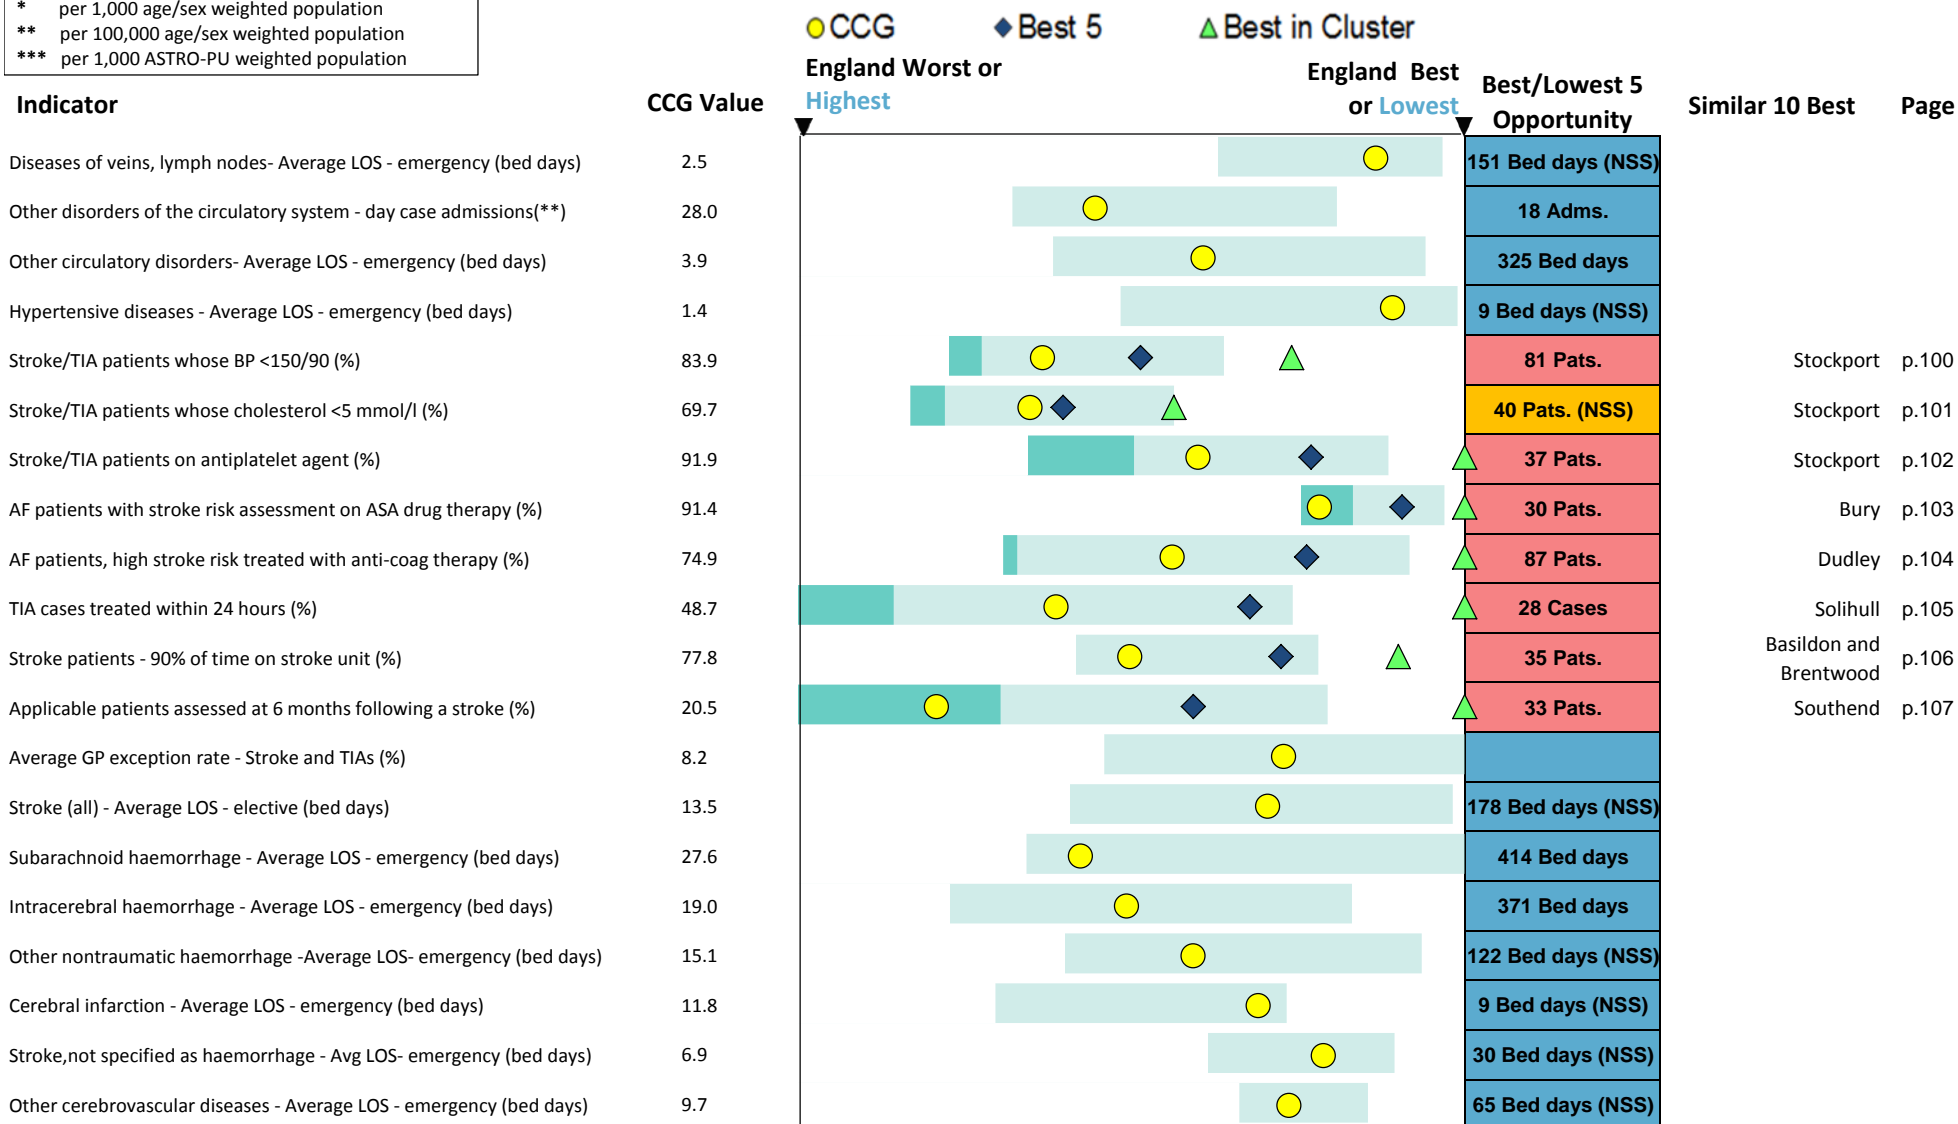 * per 1,000 age/sex weighted population
** per 100,000 age/sex weighted population
*** per 1,000 ASTRO-PU weighted population
CCG Best 5 Best in Cluster
England Worst or Highest
England Best or Lowest
Indicator CCG Value Best/Lowest 5 Opportunity Similar 10 Best Page
Diseases of veins, lymph nodes- Average LOS - emergency (bed days) 2.5 151 Bed days (NSS)
Other disorders of the circulatory system - day case admissions(**) 28.0 18 Adms.
Other circulatory disorders- Average LOS - emergency (bed days) 3.9 325 Bed days
Hypertensive diseases - Average LOS - emergency (bed days) 1.4 9 Bed days (NSS)
Stroke/TIA patients whose BP <150/90 (%) 83.9 81 Pats. Stockport p.100
Stroke/TIA patients whose cholesterol <5 mmol/l (%) 69.7 40 Pats. (NSS) Stockport p.101
Stroke/TIA patients on antiplatelet agent (%) 91.9 37 Pats. Stockport p.102
AF patients with stroke risk assessment on ASA drug therapy (%) 91.4 30 Pats. Bury p.103
AF patients, high stroke risk treated with anti-coag therapy (%) 74.9 87 Pats. Dudley p.104
TIA cases treated within 24 hours (%) 48.7 28 Cases Solihull p.105
Stroke patients - 90% of time on stroke unit (%) 77.8 35 Pats. Basildon and Brentwood p.106
Applicable patients assessed at 6 months following a stroke (%) 20.5 33 Pats. Southend p.107
Average GP exception rate - Stroke and TIAs (%) 8.2
Stroke (all) - Average LOS - elective (bed days) 13.5 178 Bed days (NSS)
Subarachnoid haemorrhage - Average LOS - emergency (bed days) 27.6 414 Bed days
Intracerebral haemorrhage - Average LOS - emergency (bed days) 19.0 371 Bed days
Other nontraumatic haemorrhage -Average LOS- emergency (bed days) 15.1 122 Bed days (NSS)
Cerebral infarction - Average LOS - emergency (bed days) 11.8 9 Bed days (NSS)
Stroke,not specified as haemorrhage - Avg LOS- emergency (bed days) 6.9 30 Bed days (NSS)
Other cerebrovascular diseases - Average LOS - emergency (bed days) 9.7 65 Bed days (NSS)